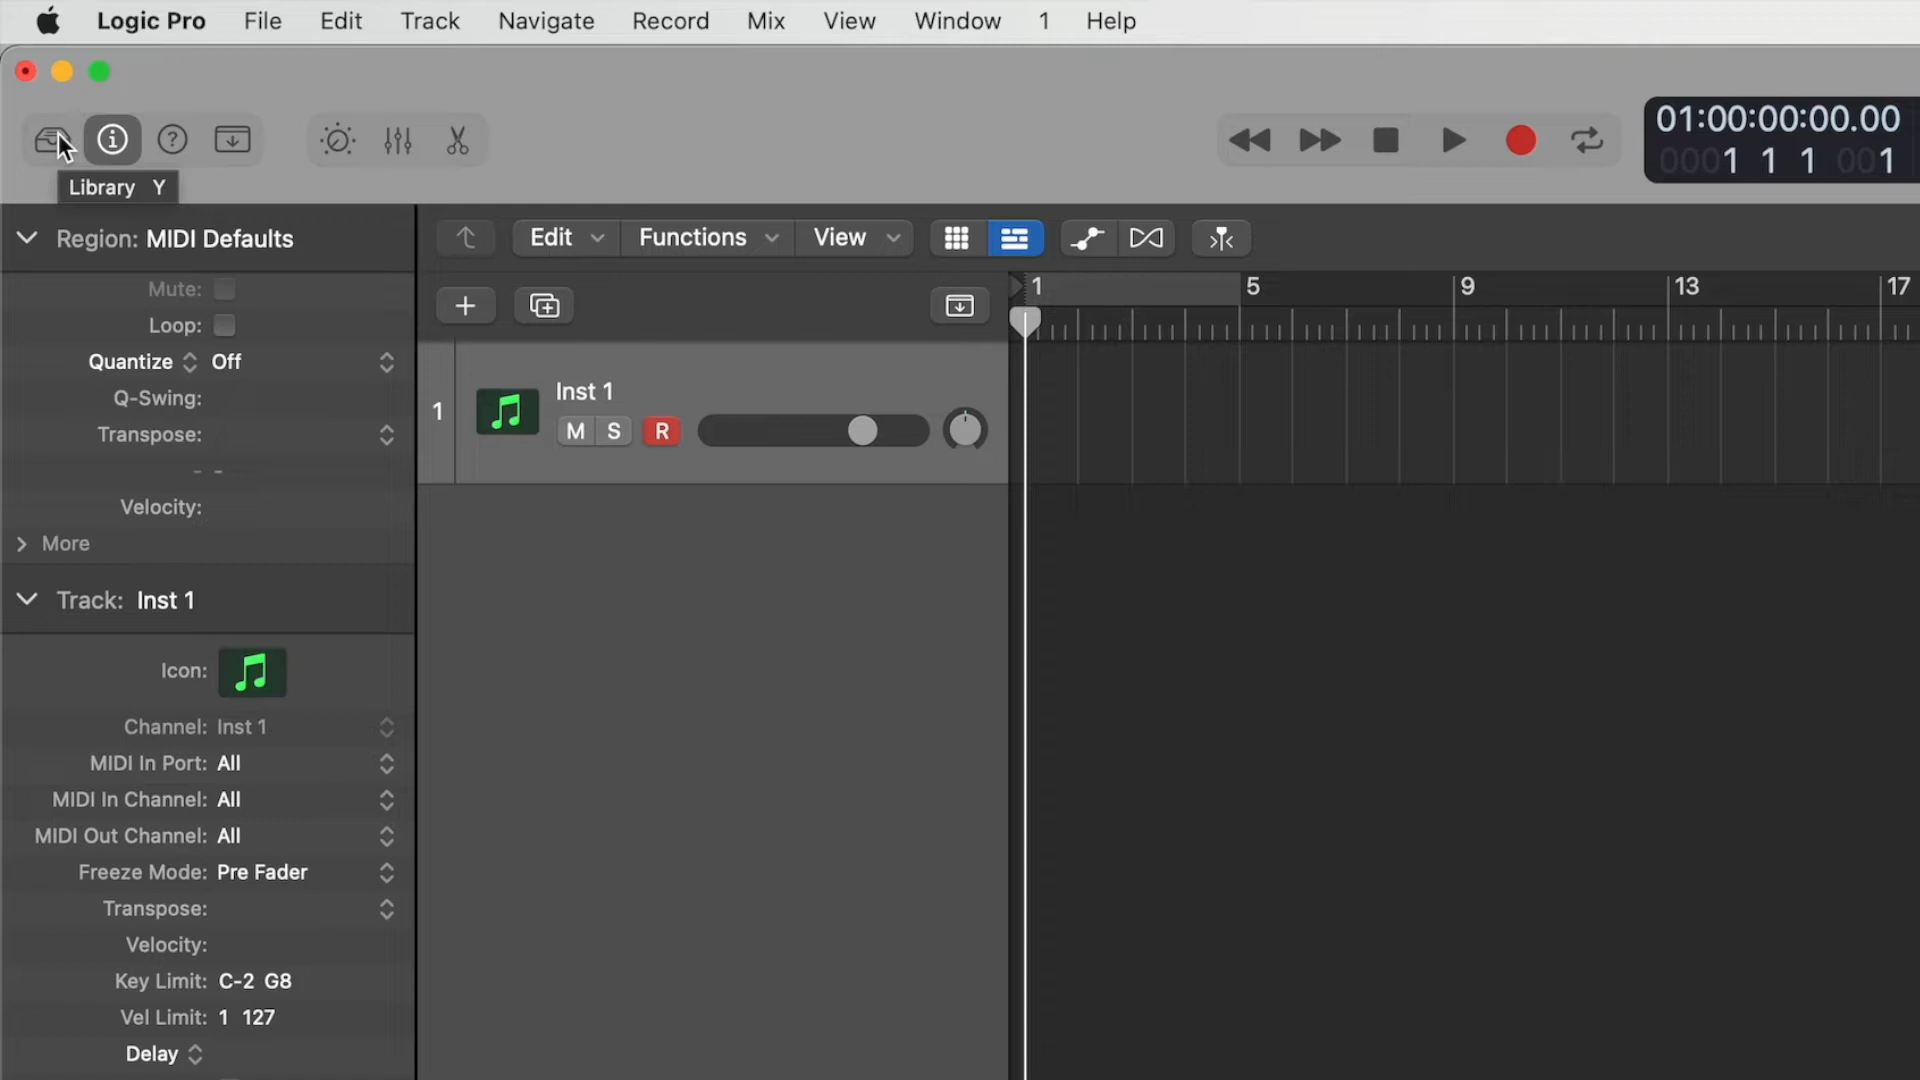 Logic Pro File Edit Track Navigate Record Mix View Window 1 Help
01:00:00:00.00
0001 1 1 001
Library Y
Region: MIDI Defaults
Edit Functions View
Mute:
Loop:
Quantize Off
Q-Swing:
Transpose:
- -
Velocity:
More
1 5 9 13 17
1
Inst 1
M S R
Track: Inst 1
Icon:
Channel: Inst 1
MIDI In Port: All
MIDI In Channel: All
MIDI Out Channel: All
Freeze Mode: Pre Fader
Transpose:
Velocity:
Key Limit: C-2 G8
Vel Limit: 1 127
Delay